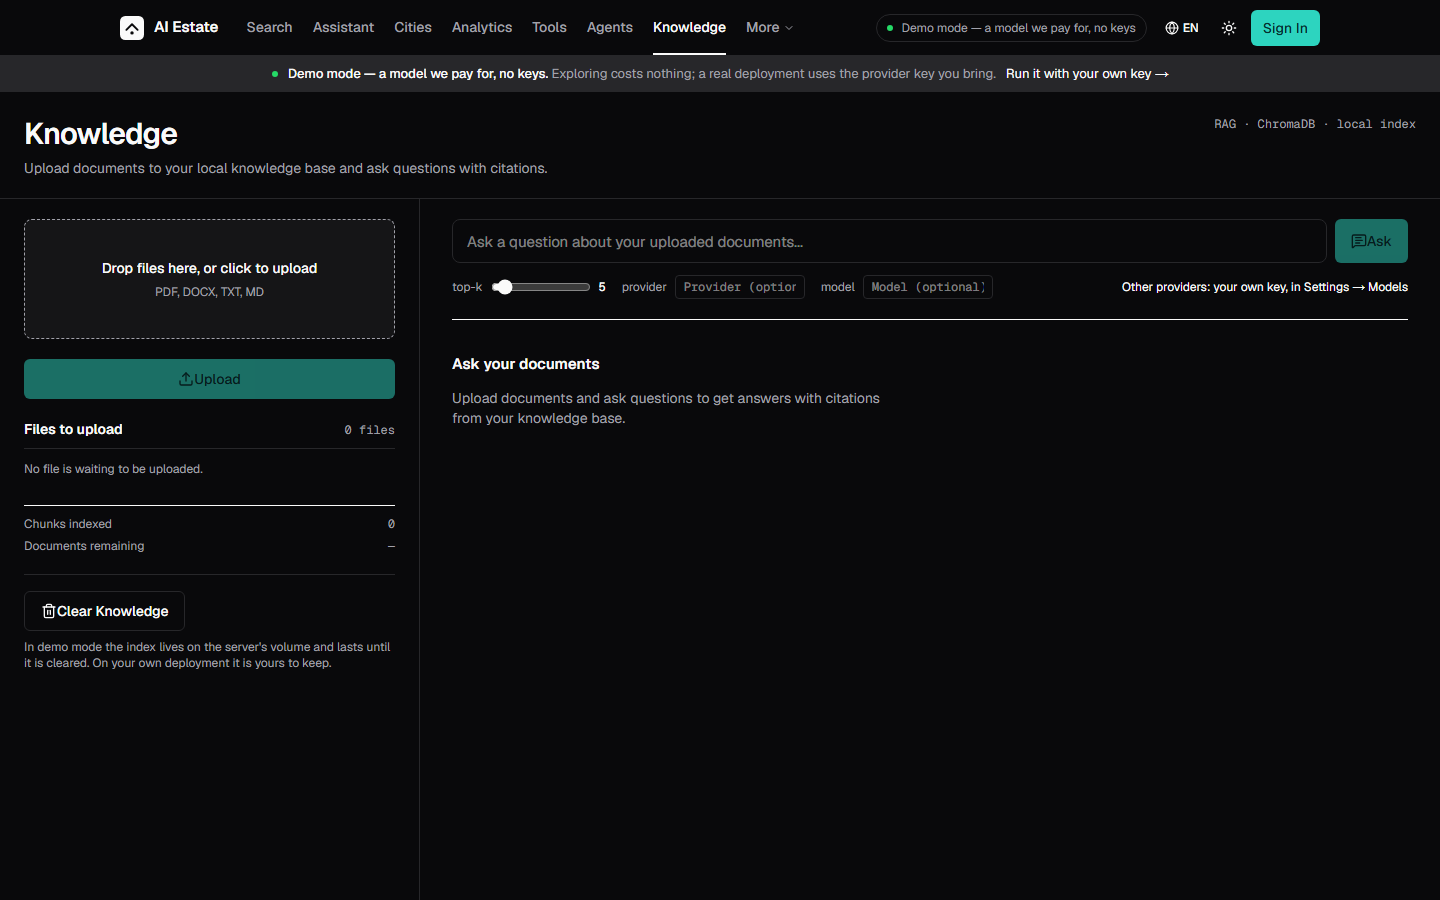 AI Estate
Search
Assistant
Cities
Analytics
Tools
Agents
Knowledge
More
Demo mode — a model we pay for, no keys
EN
Sign In
Demo mode — a model we pay for, no keys. Exploring costs nothing; a real deployment uses the provider key you bring. Run it with your own key →
Knowledge
RAG · ChromaDB · local index
Upload documents to your local knowledge base and ask questions with citations.
Drop files here, or click to upload
PDF, DOCX, TXT, MD
Upload
Files to upload
0 files
No file is waiting to be uploaded.
Chunks indexed
0
Documents remaining
—
Clear Knowledge
In demo mode the index lives on the server's volume and lasts until
it is cleared. On your own deployment it is yours to keep.
Ask a question about your uploaded documents...
Ask
top-k
5
provider
Provider (option
model
Model (optional)
Other providers: your own key, in Settings → Models
Ask your documents
Upload documents and ask questions to get answers with citations
from your knowledge base.